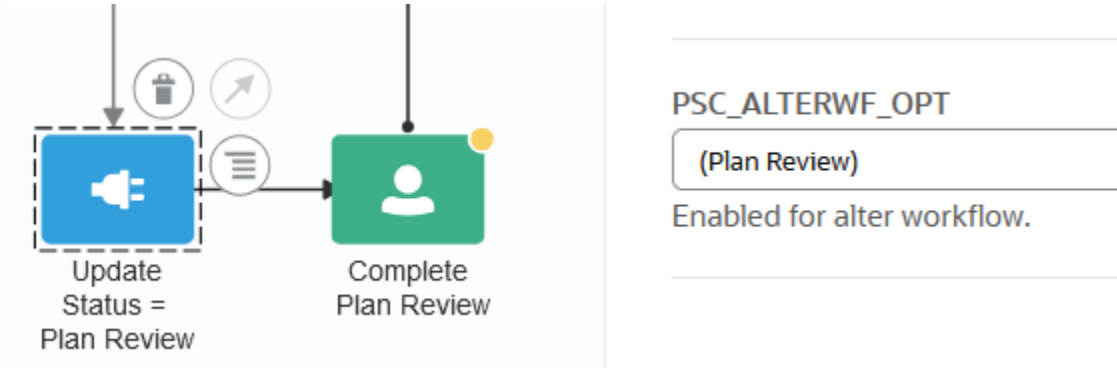 Update
Status =
Plan Review
Complete
Plan Review
PSC_ALTERWF_OPT
(Plan Review)
Enabled for alter workflow.